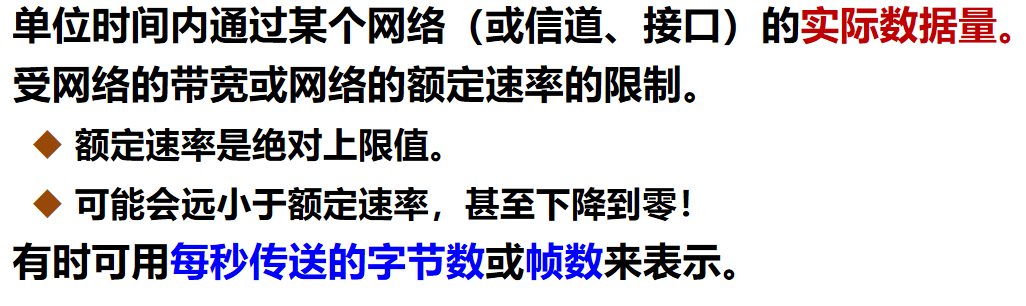 单位时间内通过某个网络（或信道、接口）的实际数据量。
受网络的带宽或网络的额定速率的限制。
◆ 额定速率是绝对上限值。
◆ 可能会远小于额定速率，甚至下降到零！
有时可用每秒传送的字节数或帧数来表示。